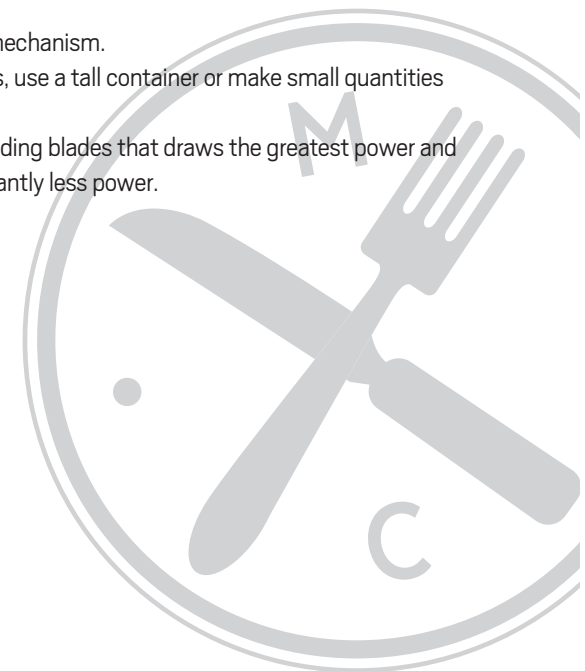 mechanism.
s, use a tall container or make small quantities
M
ding blades that draws the greatest power and
antly less power.
C